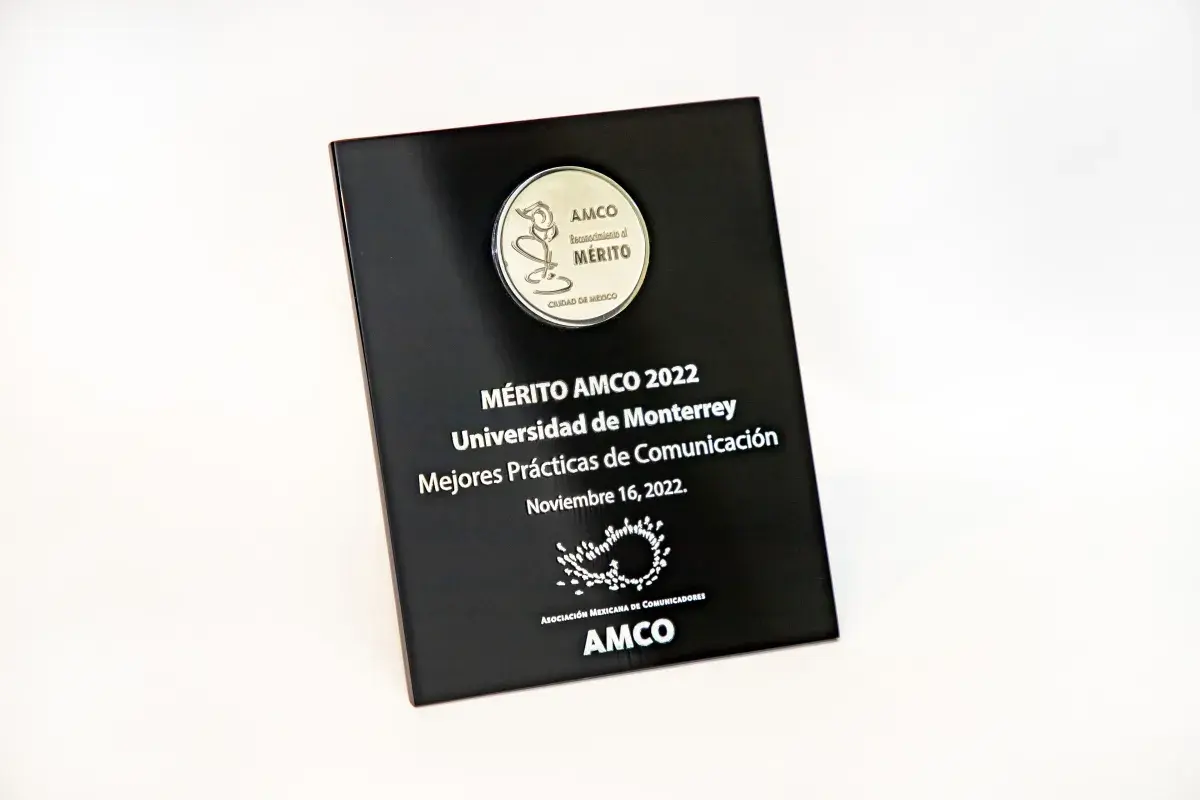 AMCO
Reconocimiento al
MÉRITO
CIUDAD DE MÉXICO
MÉRITO AMCO 2022
Universidad de Monterrey
Mejores Prácticas de Comunicación
Noviembre 16, 2022.
ASOCIACIÓN MEXICANA DE COMUNICADORES
AMCO